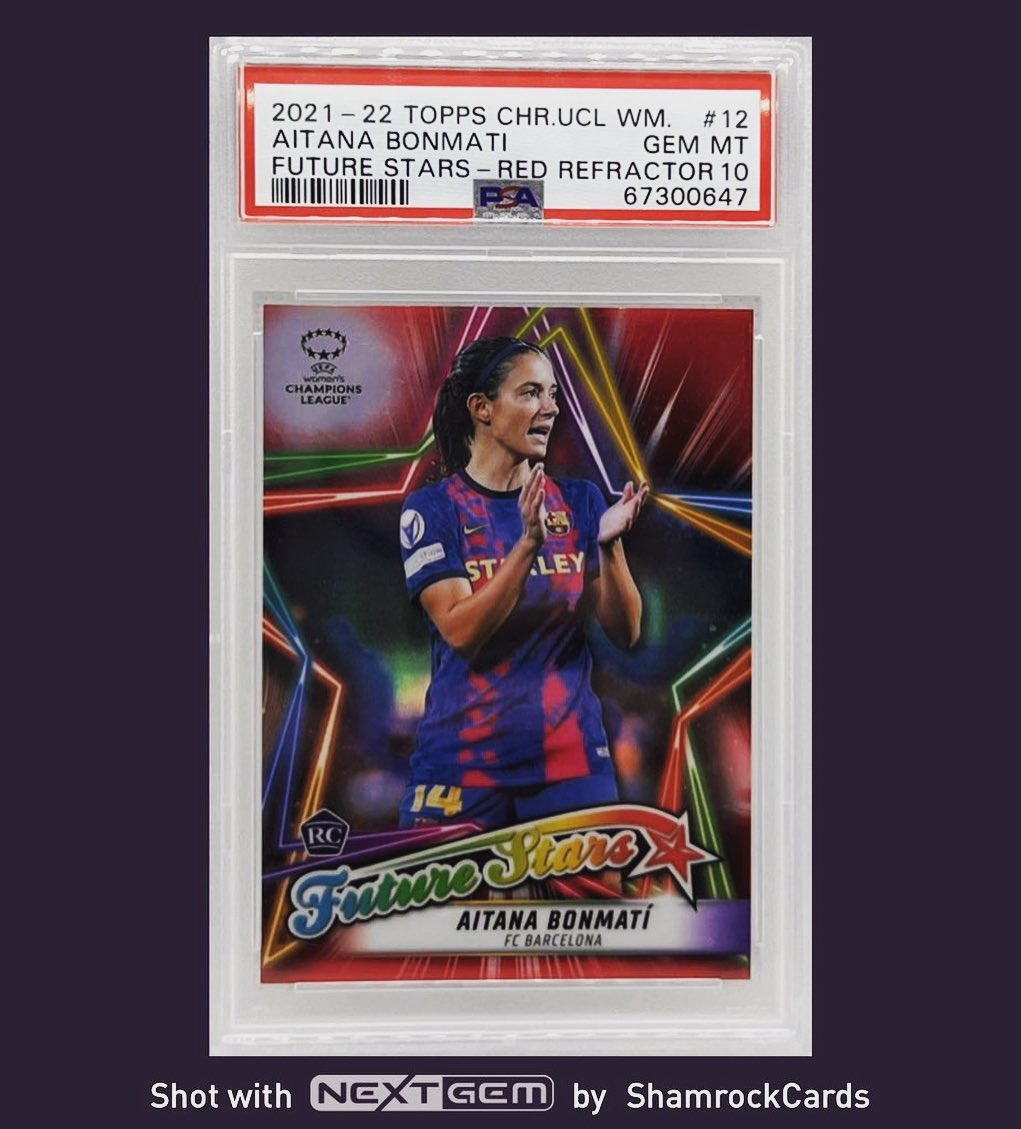 2021-22 TOPPS CHR.UCL WM. #12
AITANA BONMATI GEM MT
FUTURE STARS-RED REFRACTOR 10
PSA 67300647
UEFA
women's
CHAMPIONS
LEAGUE
STANLEY
14
RC
Future Stars
AITANA BONMATÍ
FC BARCELONA
Shot with NEXTGEM by ShamrockCards